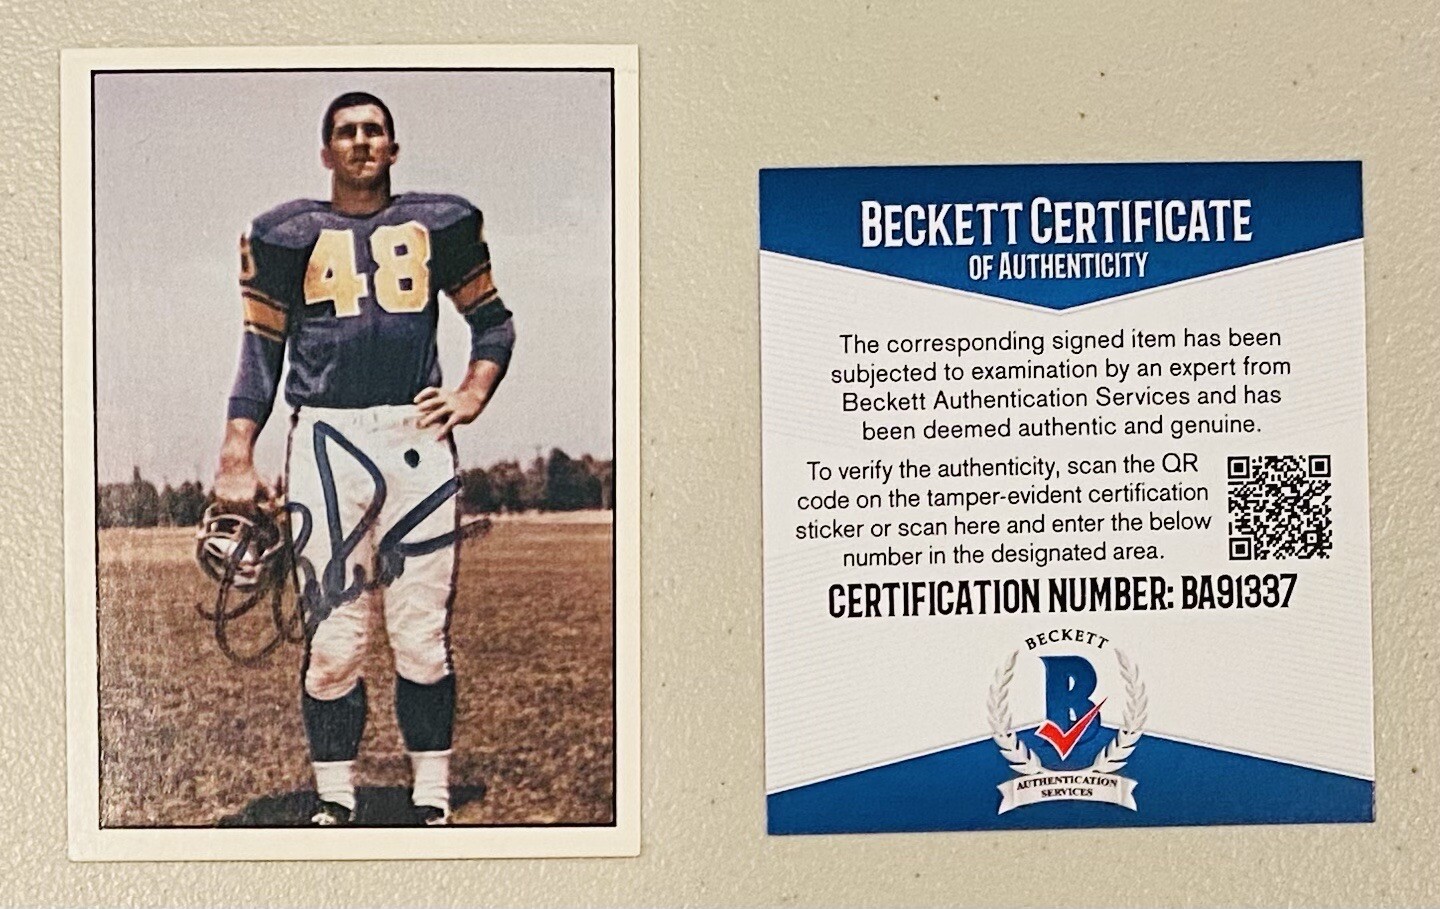 48
BECKETT CERTIFICATE
OF AUTHENTICITY
The corresponding signed item has been
subjected to examination by an expert from
Beckett Authentication Services and has
been deemed authentic and genuine.
To verify the authenticity, scan the QR
code on the tamper-evident certification
sticker or scan here and enter the below
number in the designated area.
CERTIFICATION NUMBER: BA91337
BECKETT
B
AUTHENTICATION
SERVICES